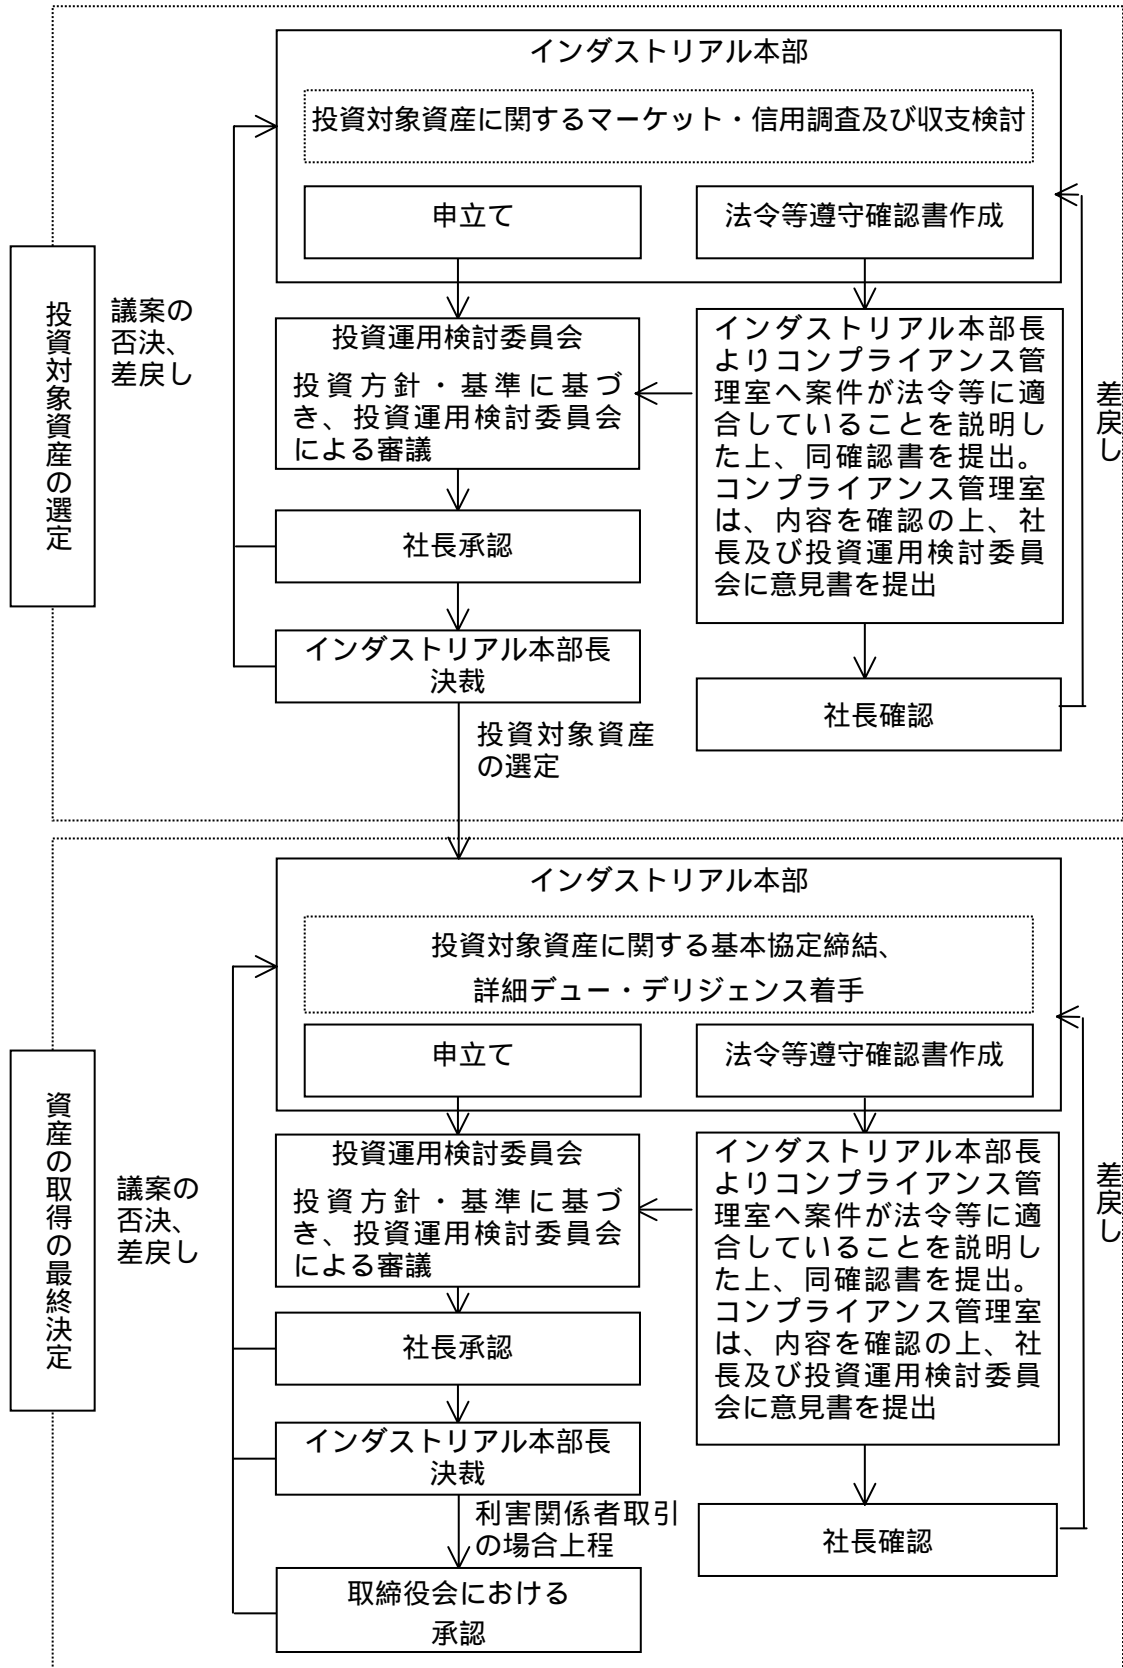 投資対象資産の選定
インダストリアル本部
投資対象資産に関するマーケット・信用調査及び収支検討
申立て
法令等遵守確認書作成
議案の
否決、
差戻し
投資運用検討委員会
投資方針・基準に基づ
き、投資運用検討委員会
による審議
インダストリアル本部長
よりコンプライアンス管
理室へ案件が法令等に適
合していることを説明し
た上、同確認書を提出。
コンプライアンス管理室
は、内容を確認の上、社
長及び投資運用検討委員
会に意見書を提出
差戻し
社長承認
インダストリアル本部長
決裁
社長確認
投資対象資産
の選定
資産の取得の最終決定
インダストリアル本部
投資対象資産に関する基本協定締結、
詳細デュー・デリジェンス着手
申立て
法令等遵守確認書作成
議案の
否決、
差戻し
投資運用検討委員会
投資方針・基準に基づ
き、投資運用検討委員会
による審議
インダストリアル本部長
よりコンプライアンス管
理室へ案件が法令等に適
合していることを説明し
た上、同確認書を提出。
コンプライアンス管理室
は、内容を確認の上、社
長及び投資運用検討委員
会に意見書を提出
差戻し
社長承認
インダストリアル本部長
決裁
利害関係者取引
の場合上程
社長確認
取締役会における
承認